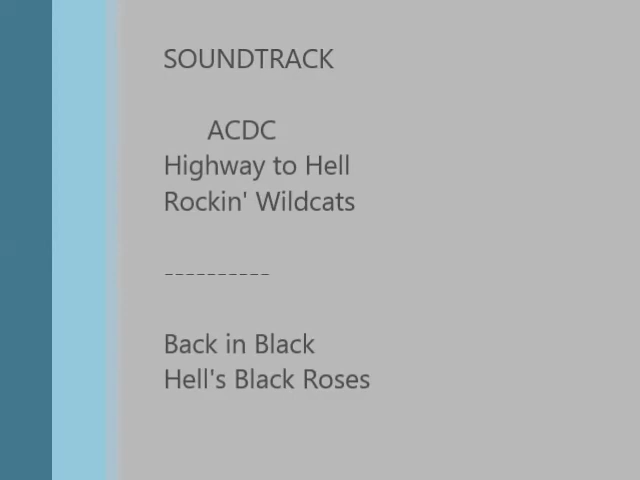 SOUNDTRACK
ACDC
Highway to Hell
Rockin' Wildcats
----------
Back in Black
Hell's Black Roses